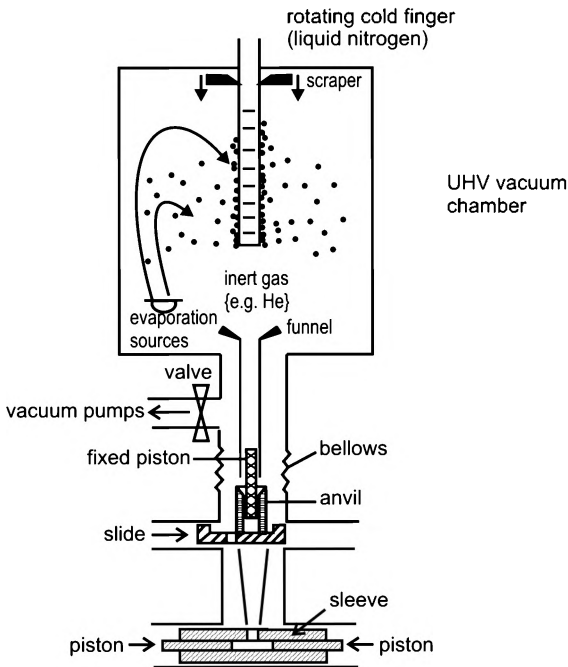 rotating cold finger
(liquid nitrogen)
scraper
UHV vacuum
chamber
inert gas
{e.g. He}
evaporation
sources
funnel
valve
vacuum pumps
fixed piston
bellows
anvil
slide
sleeve
piston
piston